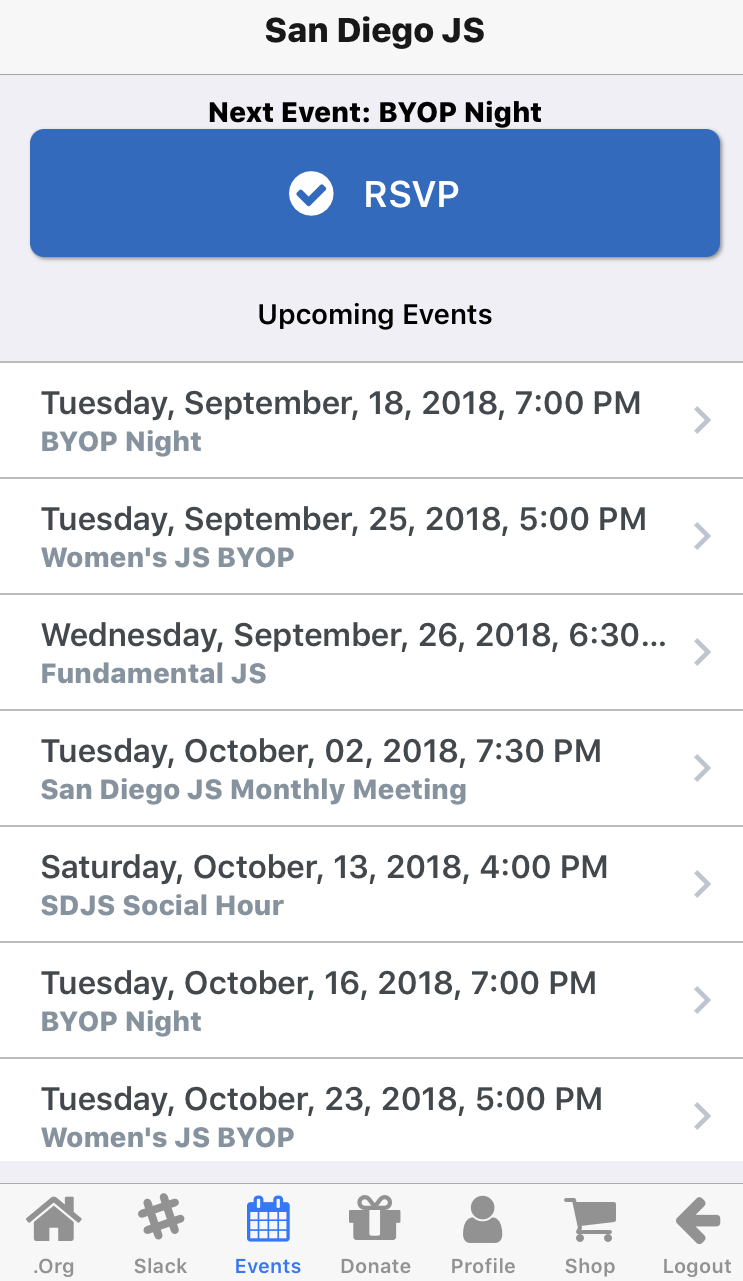 San Diego JS
Next Event: BYOP Night
RSVP
Upcoming Events
Tuesday, September, 18, 2018, 7:00 PM
BYOP Night
Tuesday, September, 25, 2018, 5:00 PM
Women's JS BYOP
Wednesday, September, 26, 2018, 6:30...
Fundamental JS
Tuesday, October, 02, 2018, 7:30 PM
San Diego JS Monthly Meeting
Saturday, October, 13, 2018, 4:00 PM
SDJS Social Hour
Tuesday, October, 16, 2018, 7:00 PM
BYOP Night
Tuesday, October, 23, 2018, 5:00 PM
Women's JS BYOP
.Org Slack Events Donate Profile Shop Logout